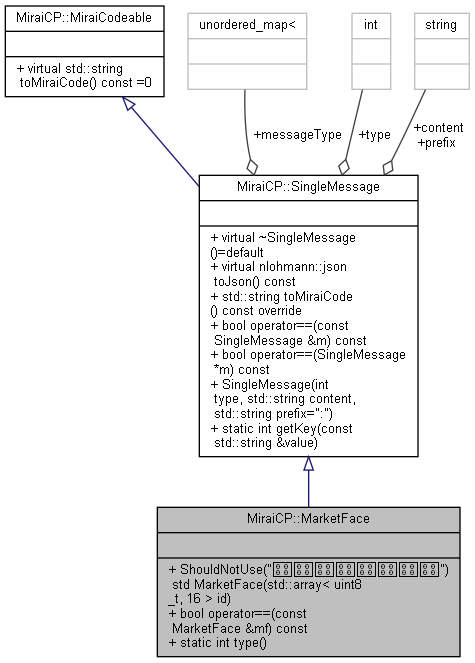 MiraiCP::MiraiCodeable
+ virtual std::string
toMiraiCode() const =0
unordered_map<
int
string
+messageType
+type
+content
+prefix
MiraiCP::SingleMessage
+ virtual ~SingleMessage
()=default
+ virtual nlohmann::json
toJson() const
+ std::string toMiraiCode
() const override
+ bool operator==(const
SingleMessage &m) const
+ bool operator==(SingleMessage
*m) const
+ SingleMessage(int
type, std::string content,
std::string prefix=":")
+ static int getKey(const
std::string &value)
MiraiCP::MarketFace
+ ShouldNotUse("
")
std MarketFace(std::array< uint8
_t, 16 > id)
+ bool operator==(const
MarketFace &mf) const
+ static int type()